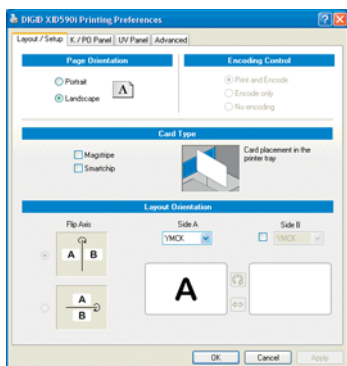 DIGID XID590i Printing Preferences
Layout / Setup K / PO Panel UV Panel Advanced
Page Orientation
Portrait
Landscape
A
Encoding Control
Print and Encode
Encode only
No encoding
Card Type
Magstripe
Smartchip
Card placement in the
printer tray
Layout Orientation
Flip Axis
A B
A
B
Side A
YMCK
A
Side B
YMCK
OK Cancel Apply